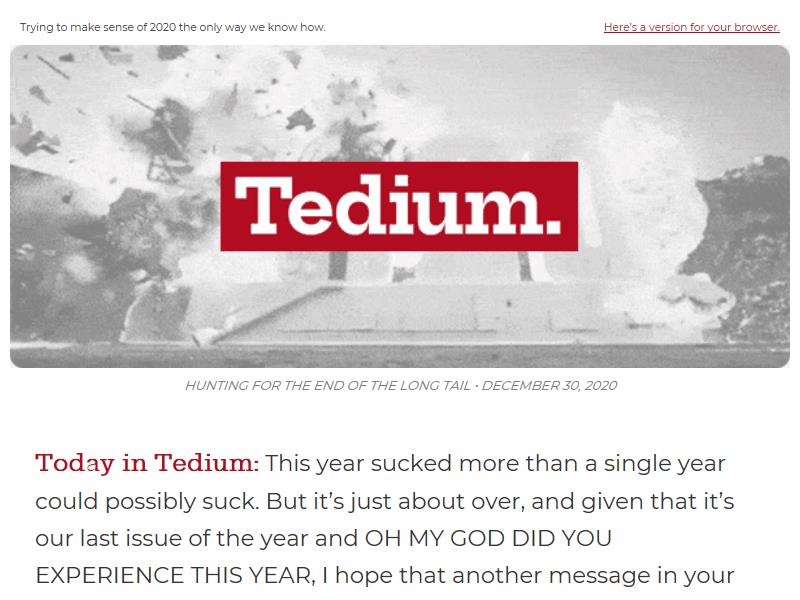 Trying to make sense of 2020 the only way we know how.
Here's a version for your browser.
Tedium.
HUNTING FOR THE END OF THE LONG TAIL • DECEMBER 30, 2020
Today in Tedium: This year sucked more than a single year
could possibly suck. But it’s just about over, and given that it’s
our last issue of the year and OH MY GOD DID YOU
EXPERIENCE THIS YEAR, I hope that another message in your